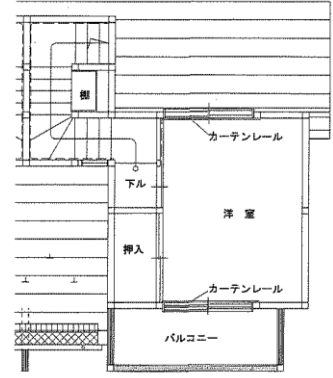 棚
カーテンレール
下ル
洋室
押入
カーテンレール
バルコニー